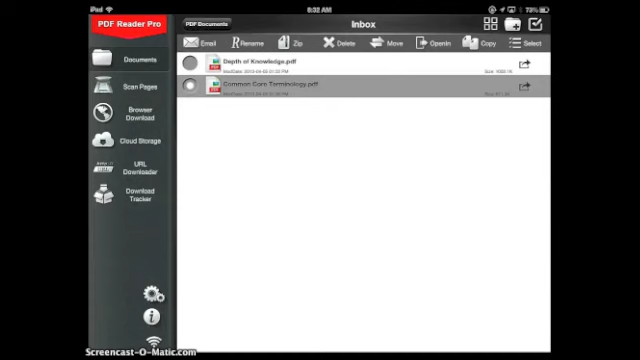 iPad 8:32 AM 73%
PDF Reader Pro PDF Documents Inbox
Email Rename Zip Delete Move OpenIn Copy Select
Documents
Depth of Knowledge.pdf
Common Core Terminology.pdf
Scan Pages
Browser
Download
Cloud Storage
URL
Downloader
Download
Tracker
Screencast-O-Matic.com